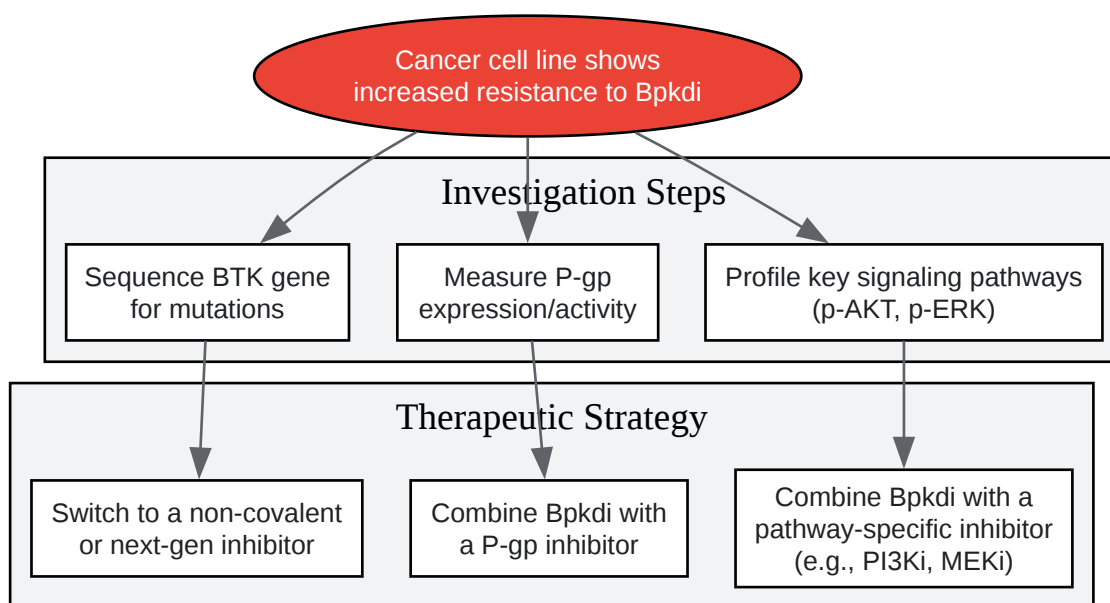 Cancer cell line shows
increased resistance to Bpkdi
Investigation Steps
Sequence BTK gene
for mutations
Measure P-gp
expression/activity
Profile key signaling pathways
(p-AKT, p-ERK)
Therapeutic Strategy
Switch to a non-covalent
or next-gen inhibitor
Combine Bpkdi with
a P-gp inhibitor
Combine Bpkdi with a
pathway-specific inhibitor
(e.g., PI3Ki, MEKi)